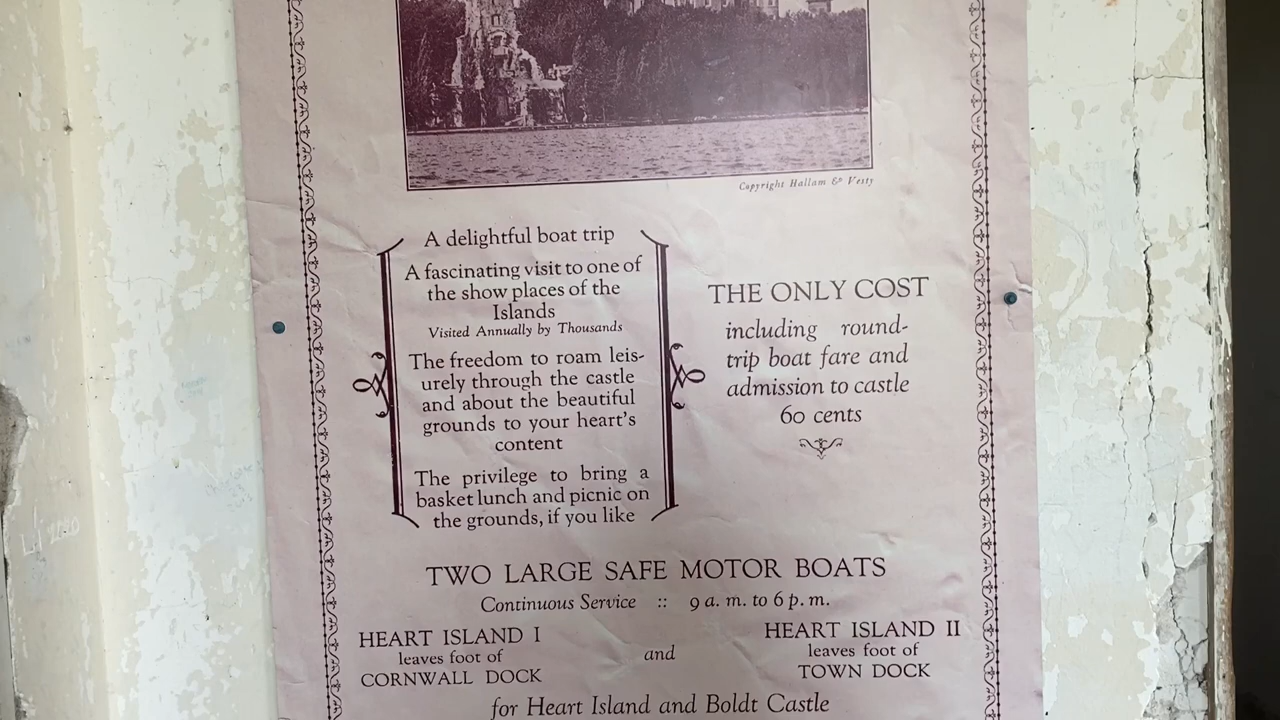 Copyright Hallam & Vesty
A delightful boat trip
A fascinating visit to one of
the show places of the
Islands
Visited Annually by Thousands
The freedom to roam leis-
urely through the castle
and about the beautiful
grounds to your heart's
content
The privilege to bring a
basket lunch and picnic on
the grounds, if you like
THE ONLY COST
including round-
trip boat fare and
admission to castle
60 cents
TWO LARGE SAFE MOTOR BOATS
Continuous Service :: 9 a. m. to 6 p. m.
HEART ISLAND I
leaves foot of
CORNWALL DOCK
and
HEART ISLAND II
leaves foot of
TOWN DOCK
for Heart Island and Boldt Castle